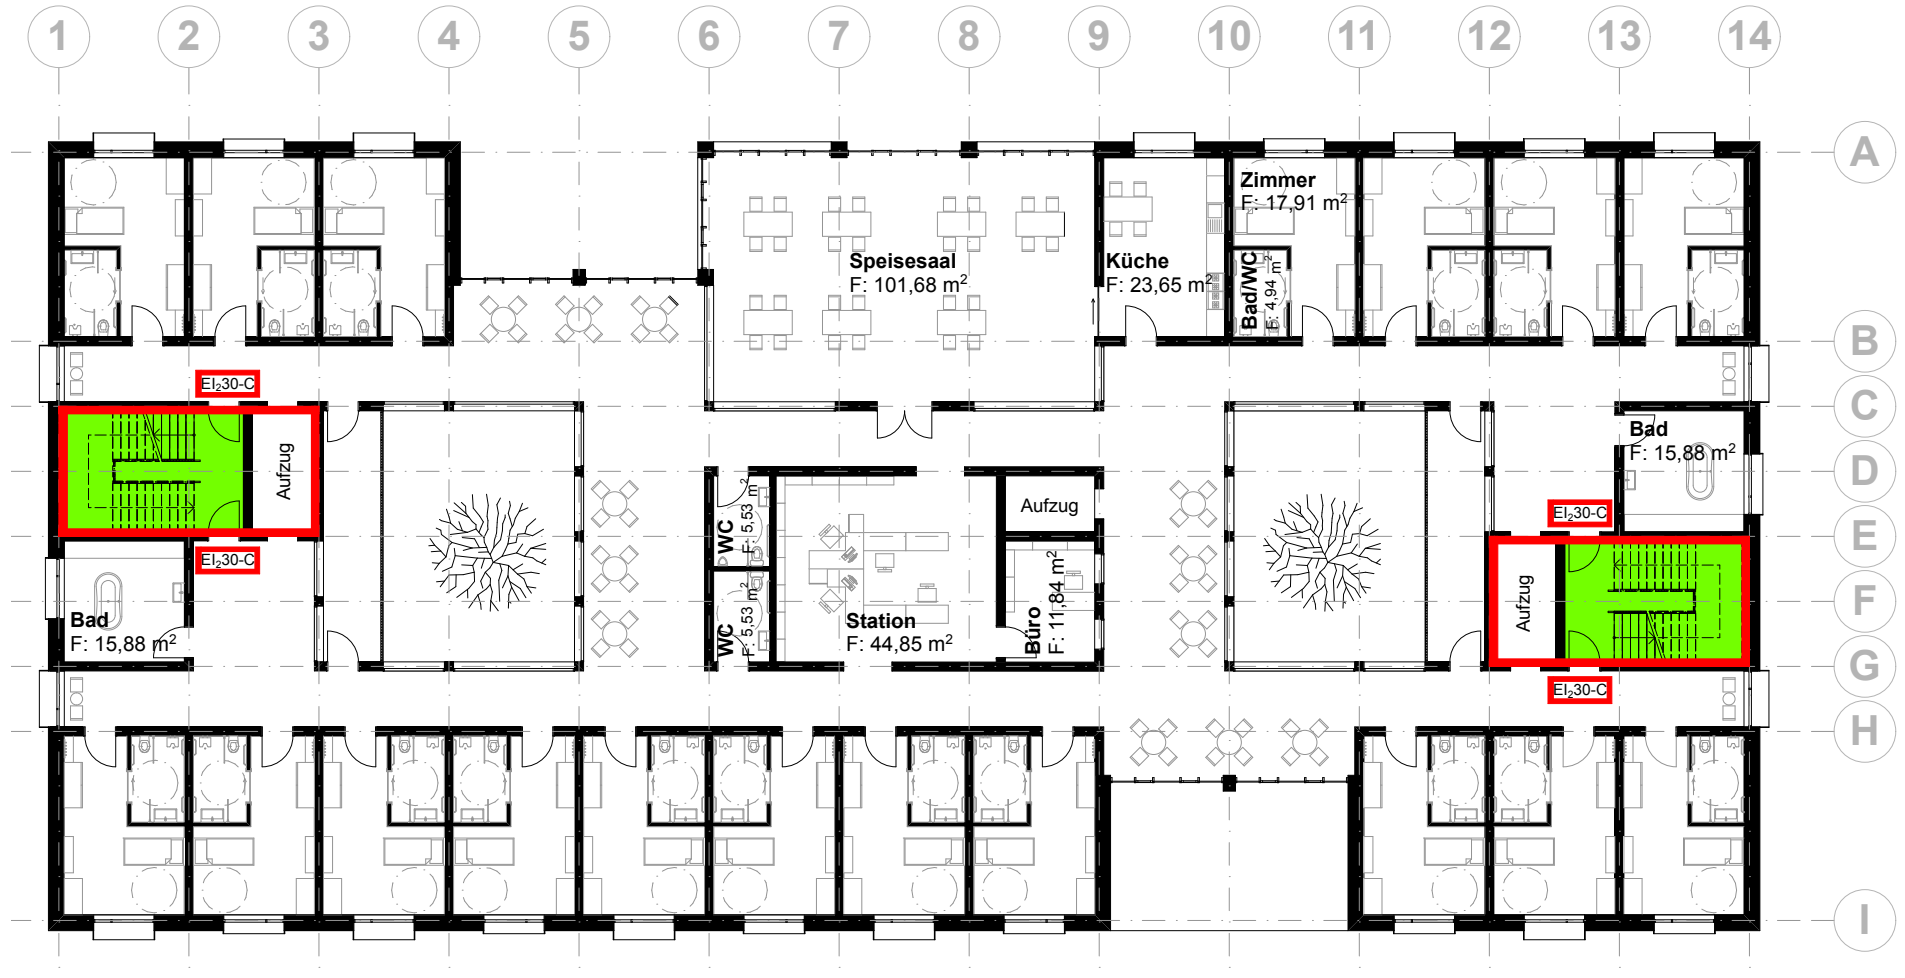 1 2 3 4 5 6 7 8 9 10 11 12 13 14
A
Zimmer
F: 17,91 m²
Speisesaal
F: 101,68 m²
Küche
F: 23,65 m²
Bad/WC
F: 4,94 m²
B
EI₂30-C
C
Aufzug
Bad
F: 15,88 m²
D
WC
F: 5,53 m²
Aufzug
EI₂30-C
E
EI₂30-C
Bad
F: 15,88 m²
WC
F: 5,53 m²
Station
F: 44,85 m²
Büro
F: 11,84 m²
Aufzug
F
G
EI₂30-C
H
I